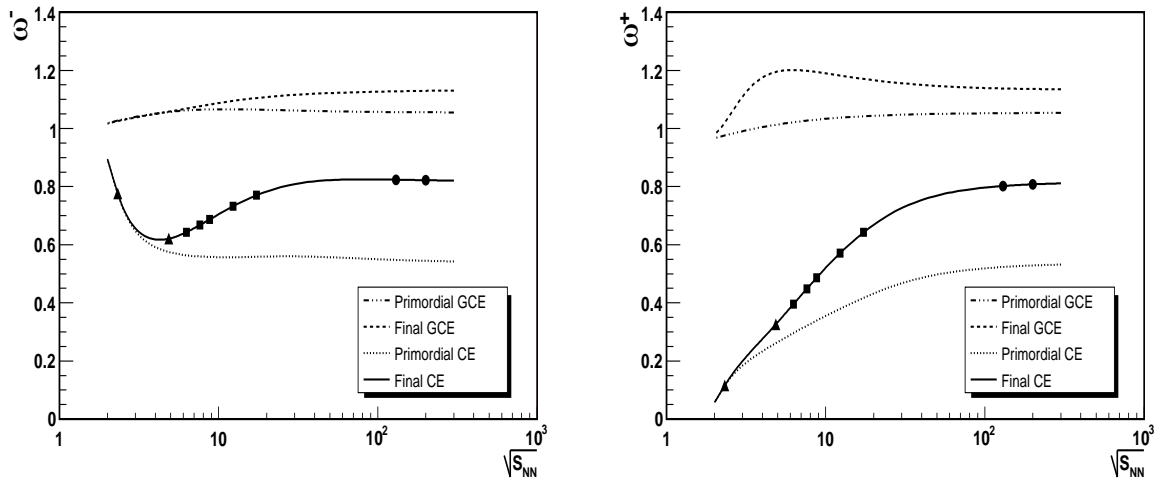 ω⁻
1.4
1.2
1
0.8
0.6
0.4
0.2
0
Primordial GCE
Final GCE
Primordial CE
Final CE
1
10
10²
10³
√S_NN
ω⁺
1.4
1.2
1
0.8
0.6
0.4
0.2
0
Primordial GCE
Final GCE
Primordial CE
Final CE
1
10
10²
10³
√S_NN